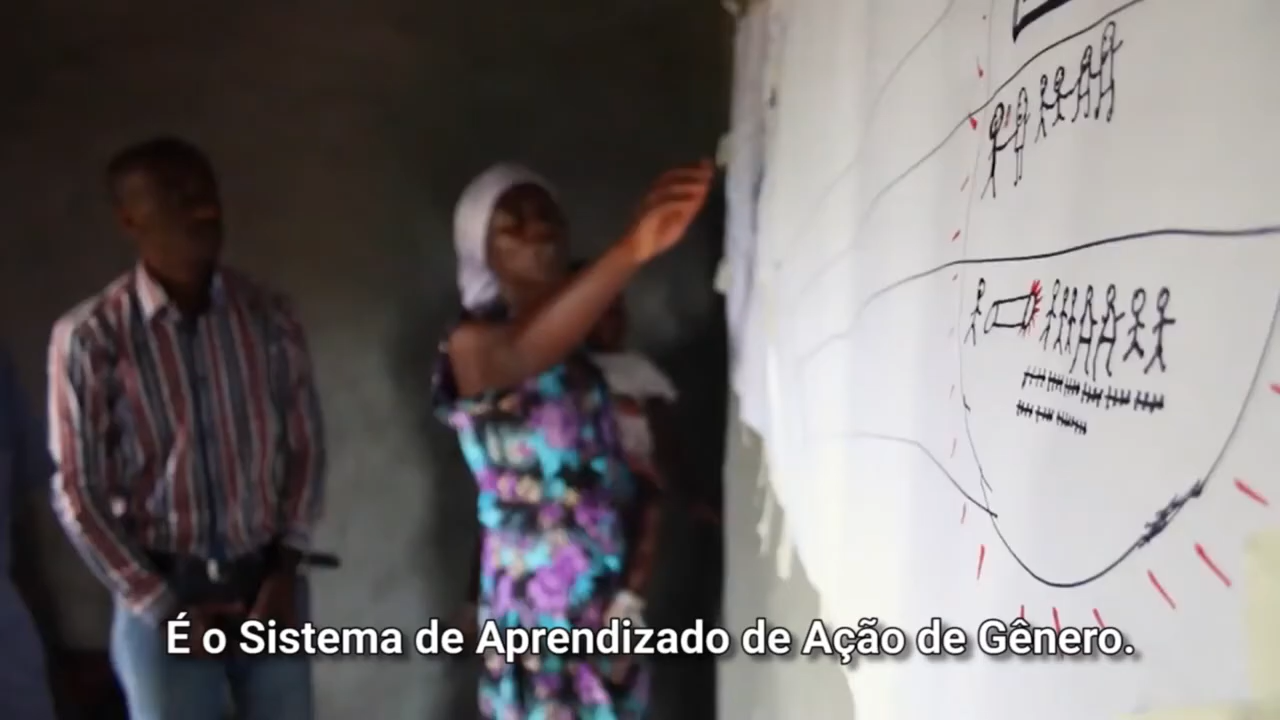 É o Sistema de Aprendizado de Ação de Gênero.